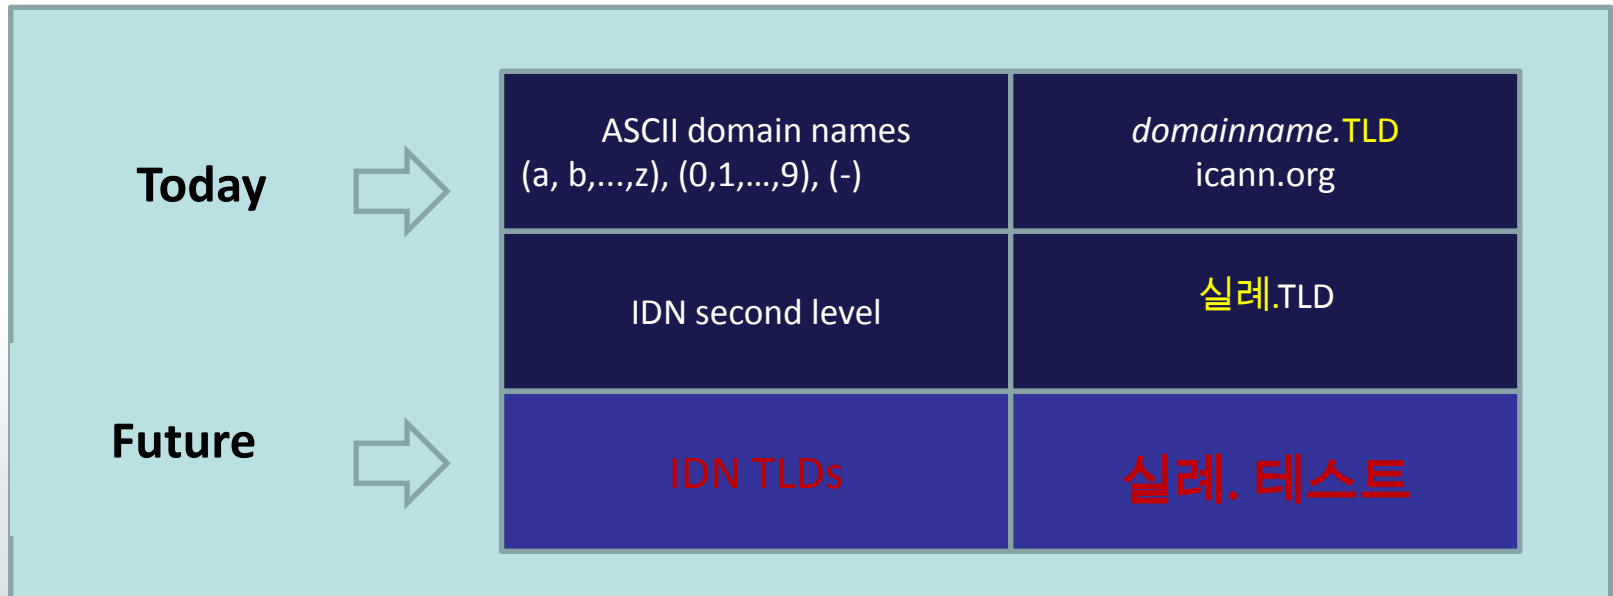 Today
ASCII domain names
(a, b,...,z), (0,1,...,9), (-)
domainname.TLD
icann.org
IDN second level
실례.TLD
Future
IDN TLDs
실례. 테스트